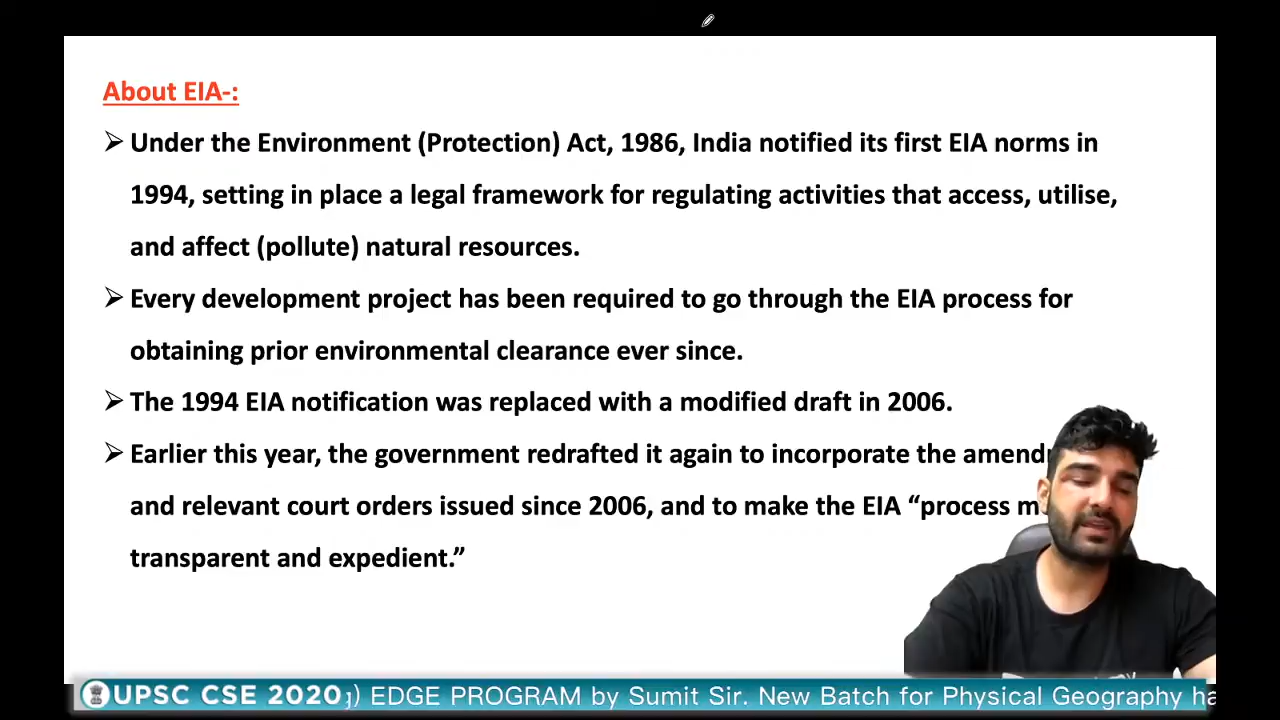 About EIA-:
Under the Environment (Protection) Act, 1986, India notified its first EIA norms in
1994, setting in place a legal framework for regulating activities that access, utilise,
and affect (pollute) natural resources.
Every development project has been required to go through the EIA process for
obtaining prior environmental clearance ever since.
The 1994 EIA notification was replaced with a modified draft in 2006.
Earlier this year, the government redrafted it again to incorporate the
and relevant court orders issued since 2006, and to make the EIA “process
transparent and expedient.”
UPSC CSE 2020 EDGE PROGRAM by Sumit Sir. New Batch for Physical Geography